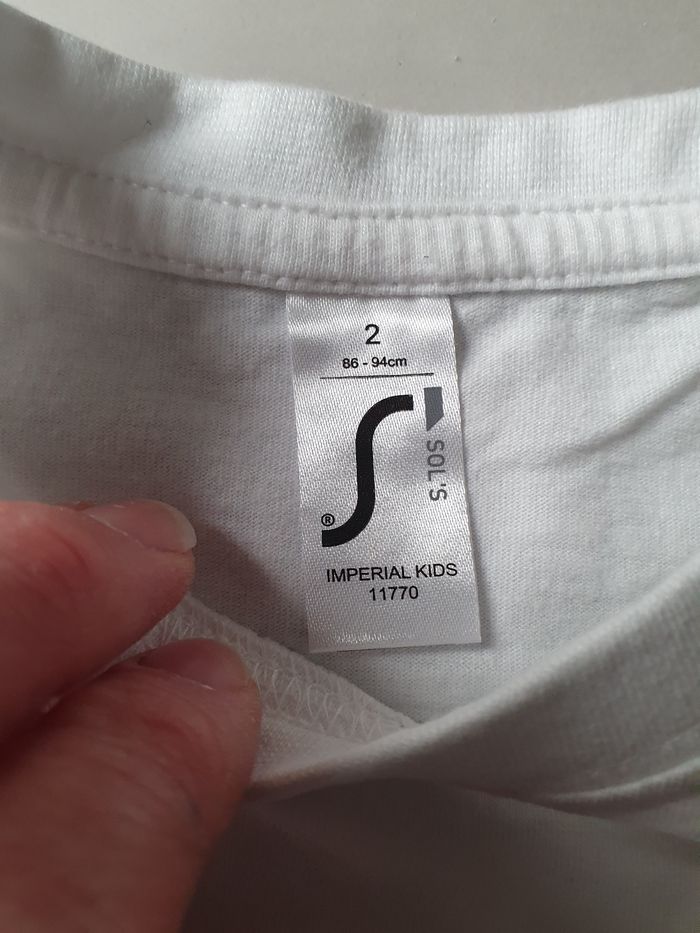 2
86 - 94cm
SOL'S
®
IMPERIAL KIDS
11770